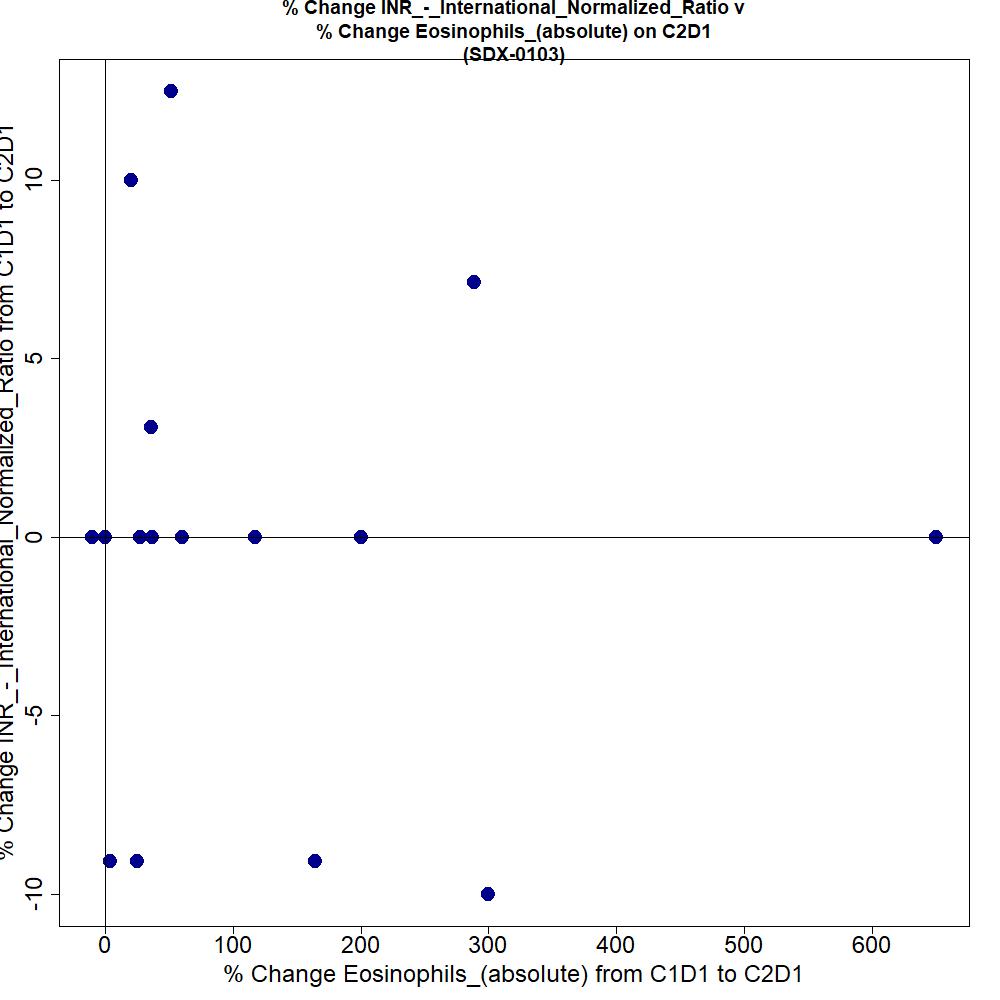 % Change INR_-_International_Normalized_Ratio v
% Change Eosinophils_(absolute) on C2D1
(SDX-0103)
% Change INR_-_International_Normalized_Ratio from C1D1 to C2D1
10
5
0
-5
-10
0 100 200 300 400 500 600
% Change Eosinophils_(absolute) from C1D1 to C2D1